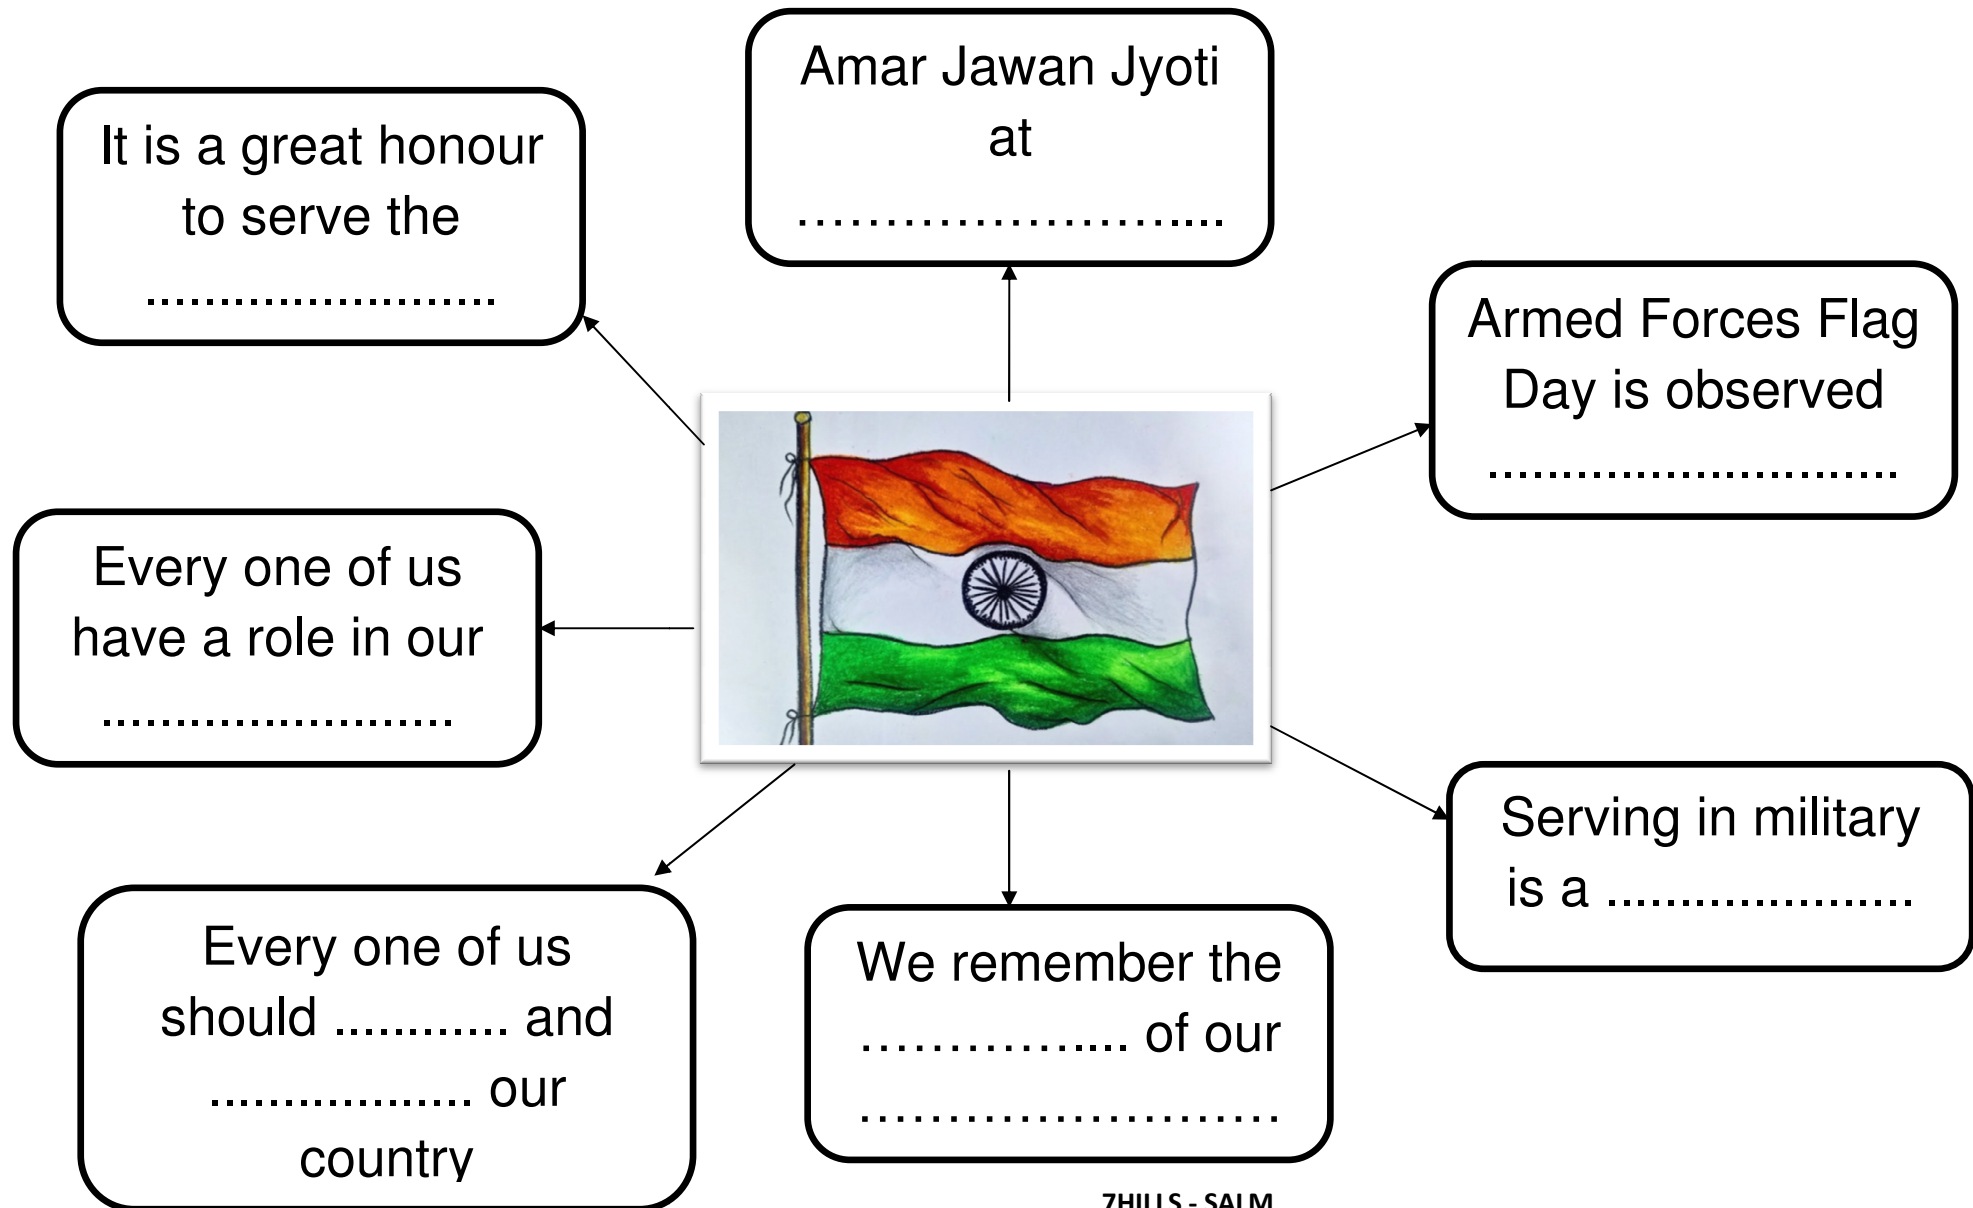 Amar Jawan Jyoti
at
…………………....
It is a great honour
to serve the
........................
Armed Forces Flag
Day is observed
............................
Every one of us
have a role in our
........................
Serving in military
is a .....................
Every one of us
should ............ and
.................. our
country
We remember the
………….... of our
……………………
7HILLS - SALM